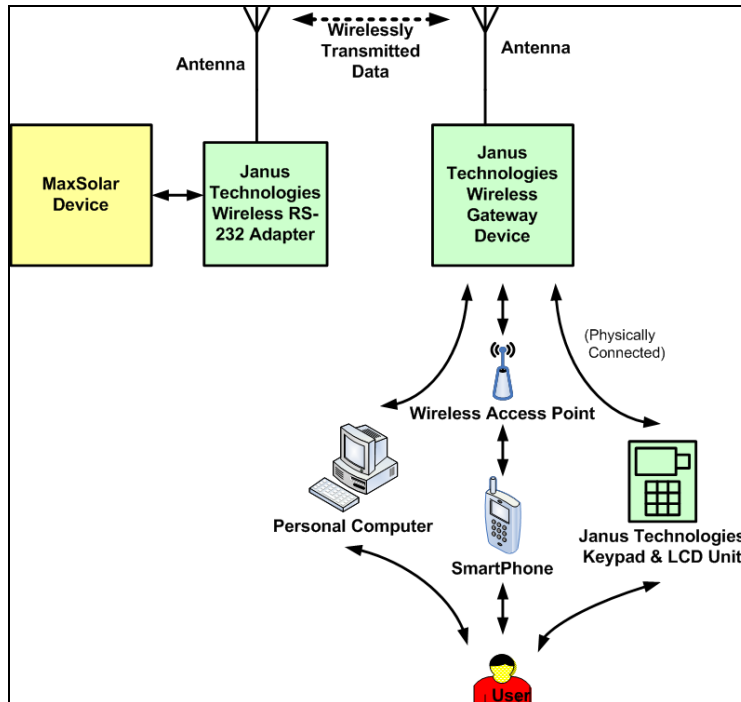 Wirelessly
Transmitted
Data
Antenna
Antenna
MaxSolar
Device
Janus
Technologies
Wireless RS-
232 Adapter
Janus
Technologies
Wireless
Gateway
Device
(Physically
Connected)
Wireless Access Point
Personal Computer
SmartPhone
Janus Technologies
Keypad & LCD Unit
User